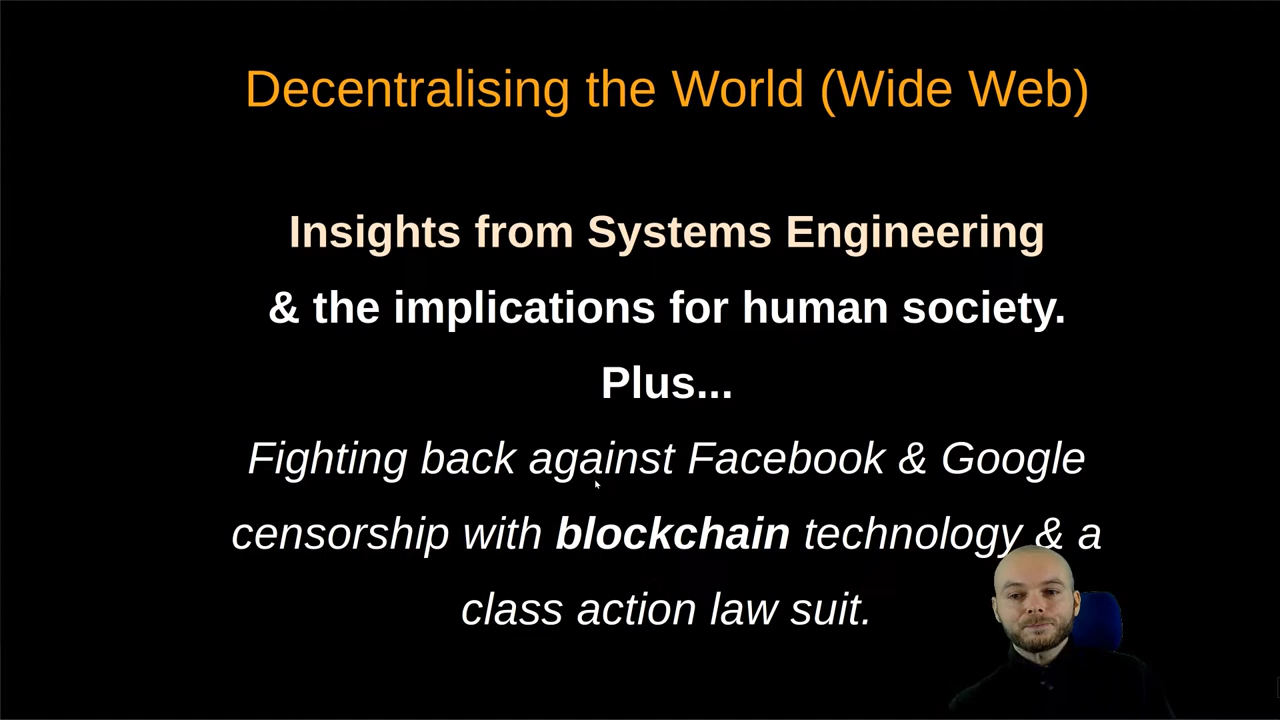 Decentralising the World (Wide Web)
Insights from Systems Engineering
& the implications for human society.
Plus...
Fighting back against Facebook & Google
censorship with blockchain technology & a
class action law suit.